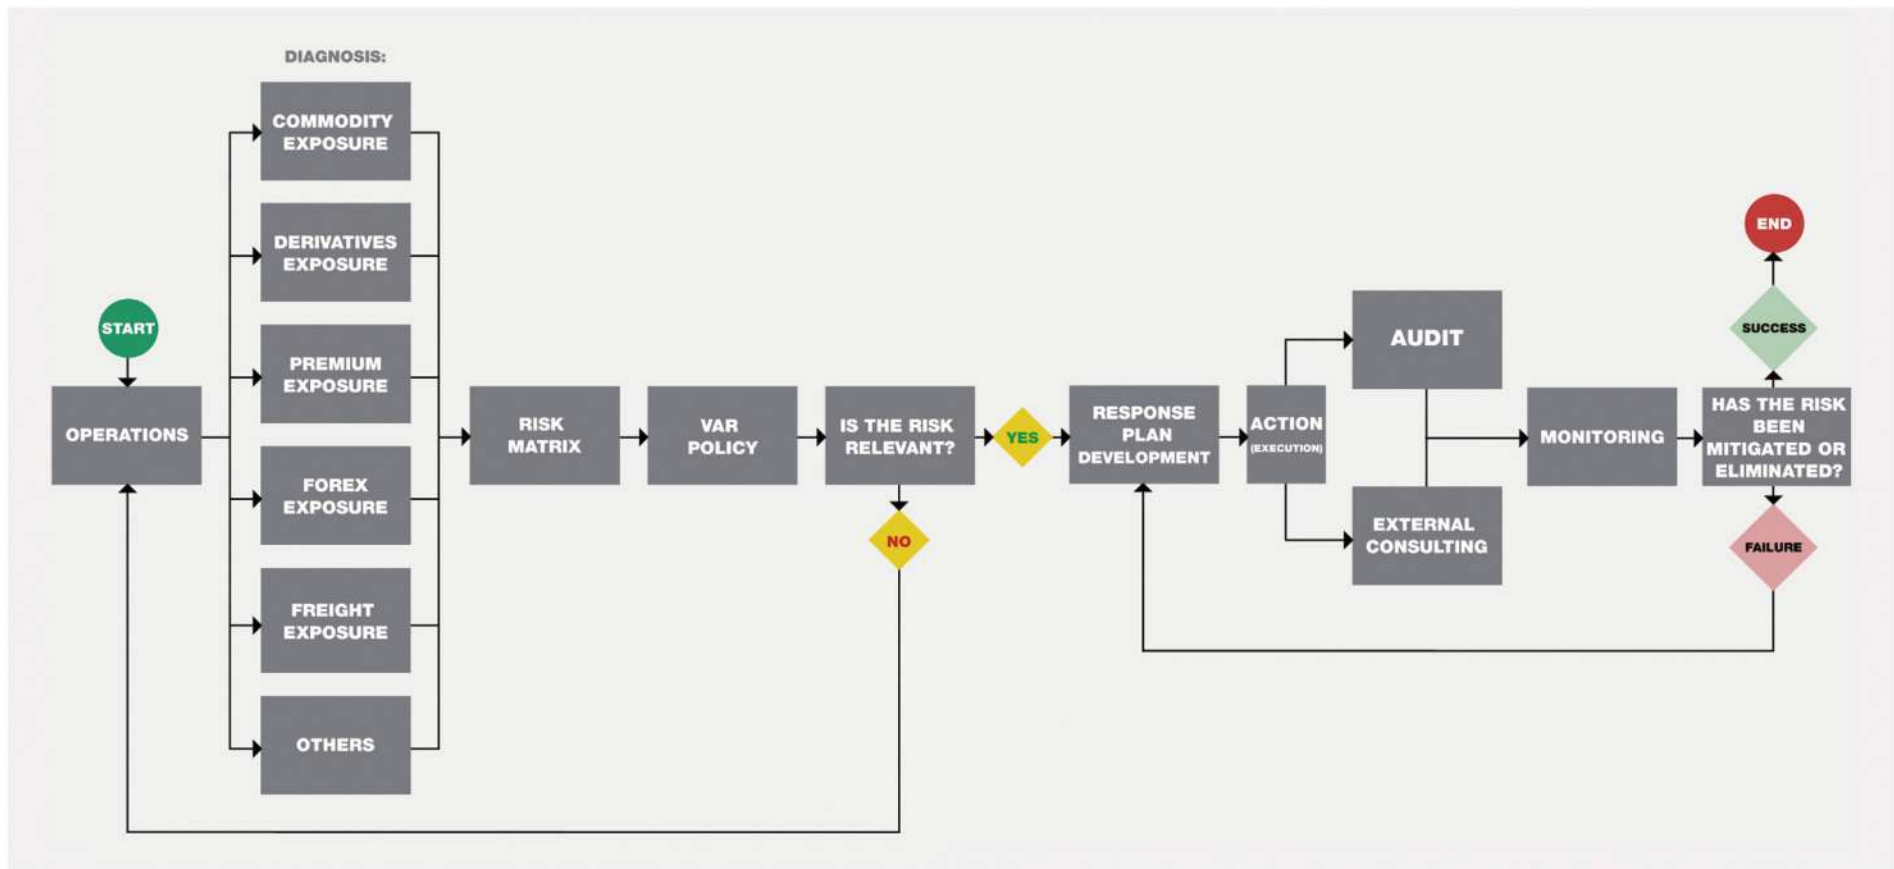 DIAGNOSIS:
COMMODITY
EXPOSURE
DERIVATIVES
EXPOSURE
PREMIUM
EXPOSURE
FOREX
EXPOSURE
FREIGHT
EXPOSURE
OTHERS
START
OPERATIONS
RISK
MATRIX
VAR
POLICY
IS THE RISK
RELEVANT?
YES
NO
RESPONSE
PLAN
DEVELOPMENT
ACTION
(EXECUTION)
AUDIT
EXTERNAL
CONSULTING
MONITORING
HAS THE RISK
BEEN
MITIGATED OR
ELIMINATED?
SUCCESS
END
FAILURE